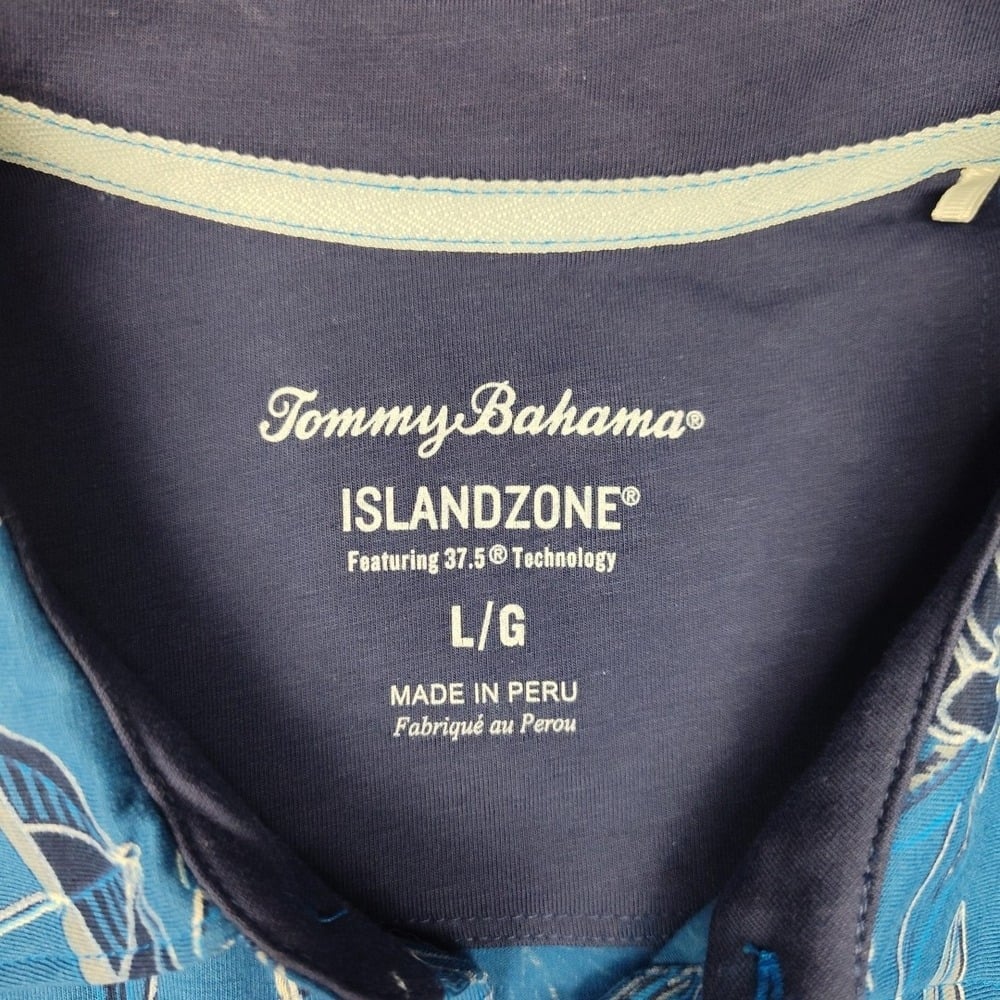 Tommy Bahama®
ISLANDZONE®
Featuring 37.5® Technology
L/G
MADE IN PERU
Fabriqué au Perou